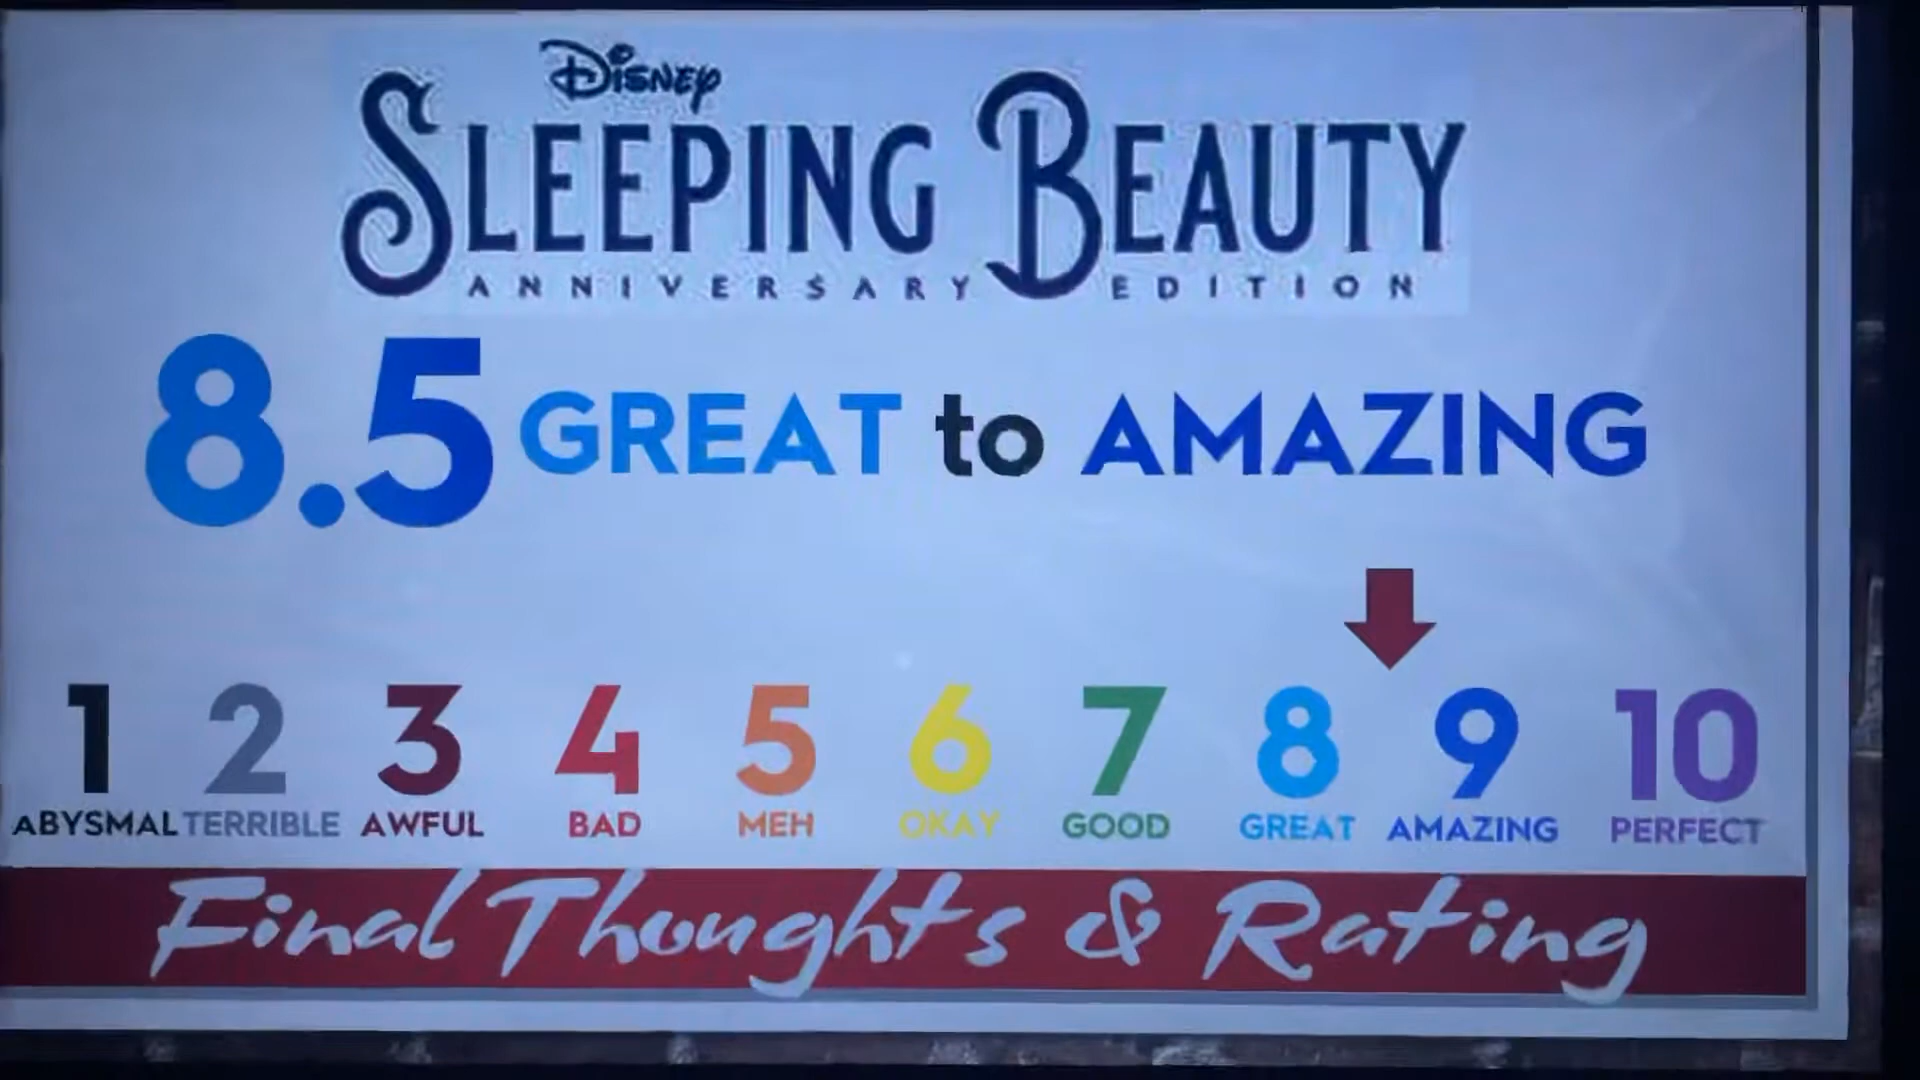 Disney
SLEEPING BEAUTY
ANNIVERSARY EDITION
8.5 GREAT to AMAZING
1 2 3 4 5 6 7 8 9 10
ABYSMAL TERRIBLE AWFUL BAD MEH OKAY GOOD GREAT AMAZING PERFECT
Final Thoughts & Rating